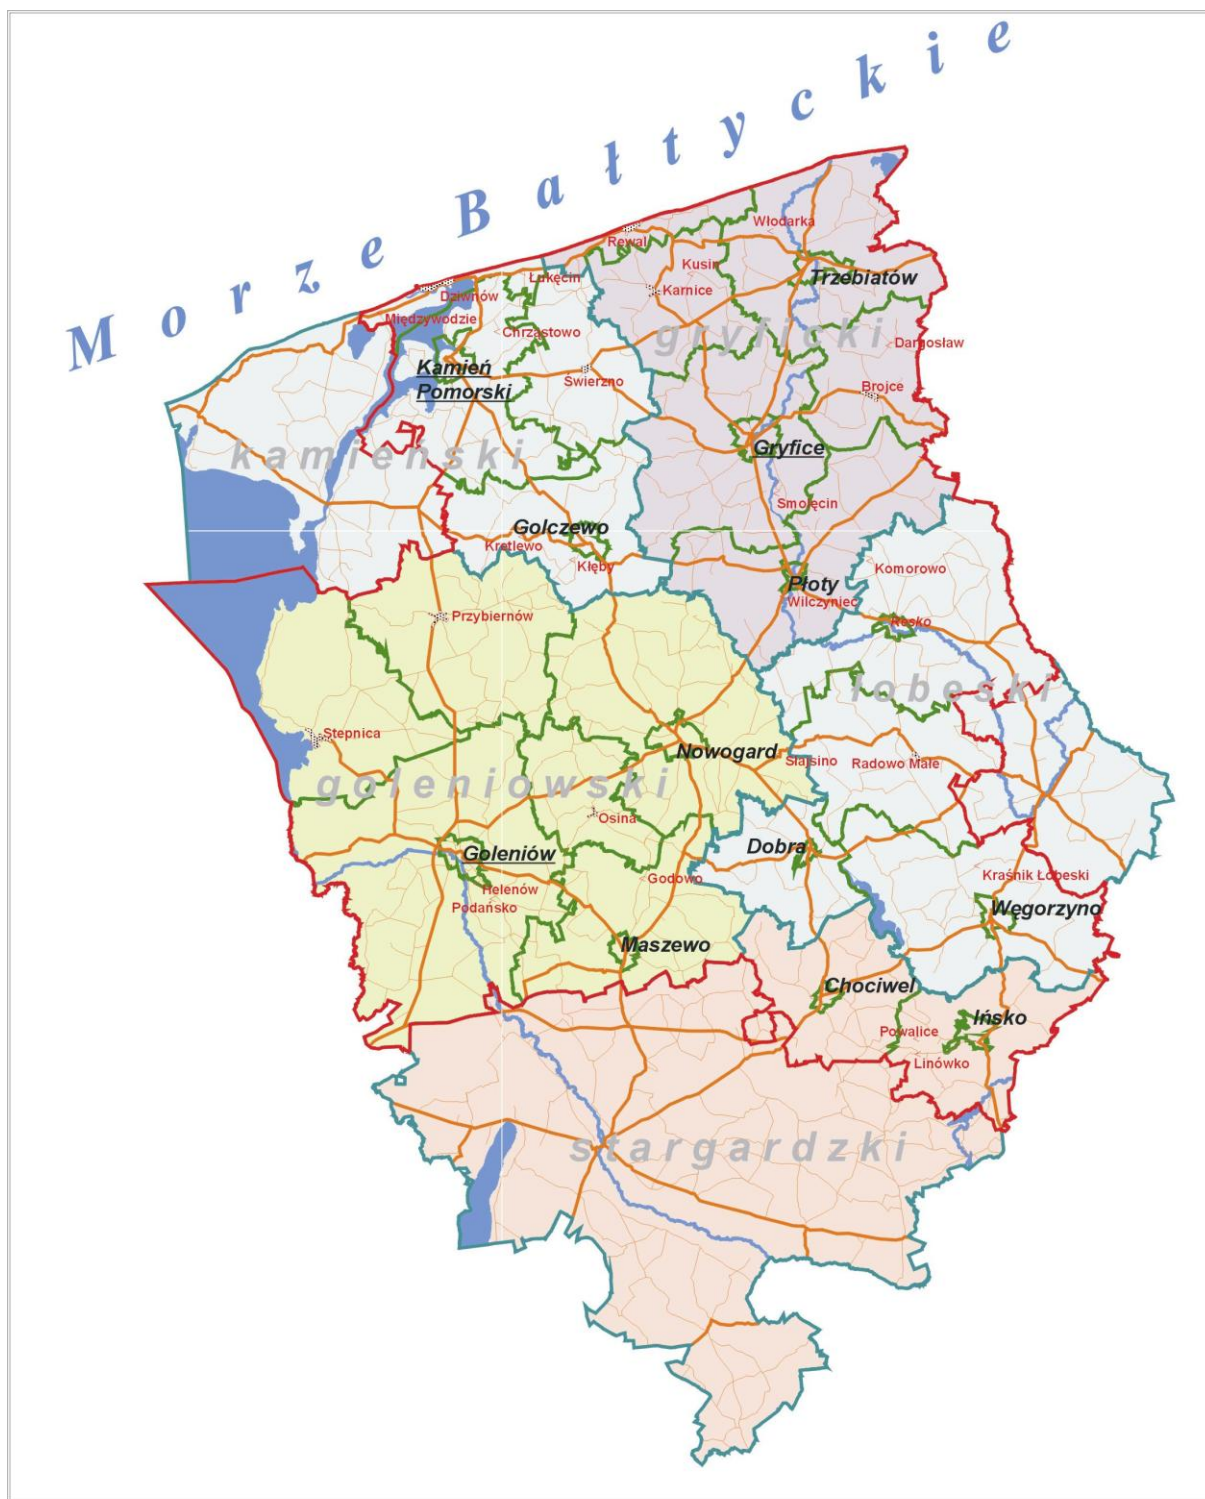 Morze Bałtyckie
Włodarka
Rewal
Kusin
Trzebiatów
Łukęcin
Karnice
Dziwnów
Międzywodzie
Chrząstowo
gryficki
Dargosław
Kamień
Pomorski
Świerzno
Brojce
kamieński
Gryfice
Smolęcin
Golczewo
Kretlewo
Kłęby
Komorowo
Płoty
Wilczyniec
Przybiernów
Resko
łobeski
Stepnica
Nowogard
Słajsino
Radowo Małe
goleniowski
Osina
Dobra
Goleniów
Godowo
Kraśnik Łobeski
Helenów
Podańsko
Węgorzyno
Maszewo
Chociwel
Ińsko
Powalice
Linówko
stargardzki